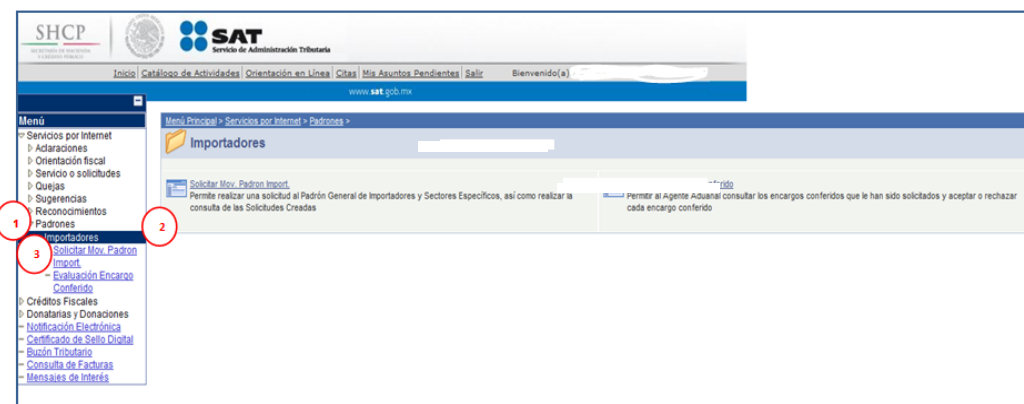 SHCP
SECRETARÍA DE HACIENDA
Y CRÉDITO PÚBLICO
SAT
Servicio de Administración Tributaria
Inicio Catálogo de Actividades Orientación en Línea Citas Mis Asuntos Pendientes Salir Bienvenido(a)
www.sat.gob.mx
Menú
Servicios por Internet
Aclaraciones
Orientación fiscal
Servicio o solicitudes
Quejas
Sugerencias
Reconocimientos
1
Padrones
2
Importadores
3
Solicitar Mov. Padron
Import.
Evaluación Encargo
Conferido
Créditos Fiscales
Donatarias y Donaciones
Notificación Electrónica
Certificado de Sello Digital
Buzón Tributario
Consulta de Facturas
Mensajes de Interés
Menú Principal > Servicios por Internet > Padrones >
Importadores
Solicitar Mov. Padron Import.
Permite realizar una solicitud al Padrón General de Importadores y Sectores Específicos, así como realizar la
consulta de las Solicitudes Creadas
Permitir al Agente Aduanal consultar los encargos conferidos que le han sido solicitados y aceptar o rechazar
cada encargo conferido